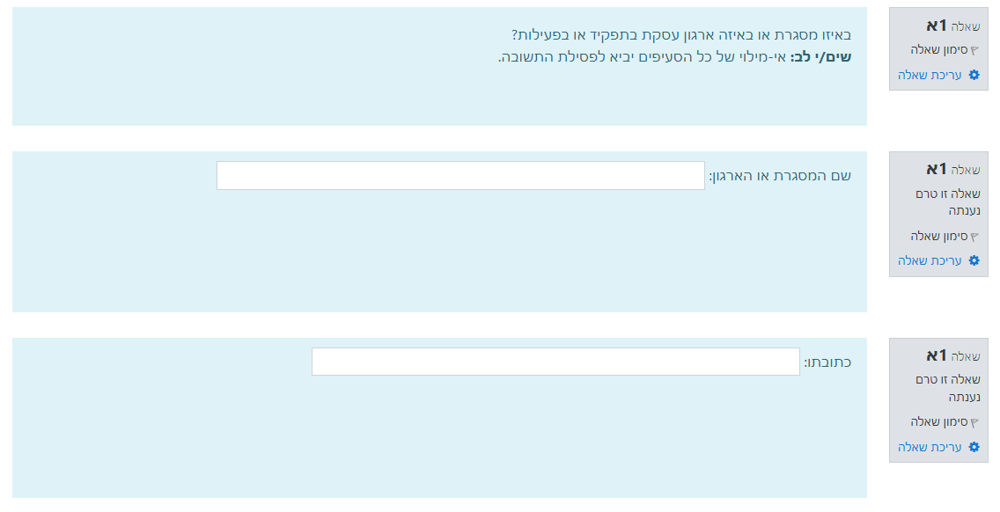 שאלה 1א
סימון שאלה
עריכת שאלה
באיזו מסגרת או באיזה ארגון עסקת בתפקיד או בפעילות?
שים/י לב: אי-מילוי של כל הסעיפים יביא לפסילת התשובה.
שאלה 1א
שאלה זו טרם
נענתה
סימון שאלה
עריכת שאלה
שם המסגרת או הארגון:
שאלה 1א
שאלה זו טרם
נענתה
סימון שאלה
עריכת שאלה
כתובתו: